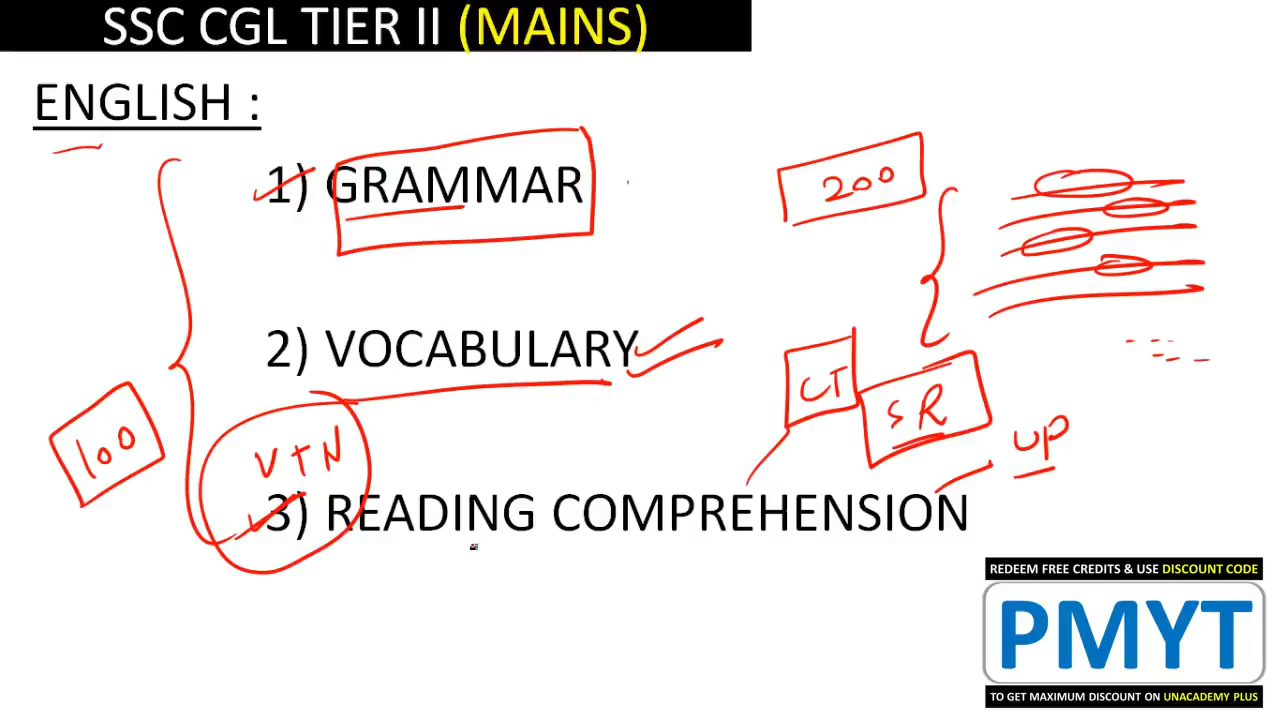 SSC CGL TIER II (MAINS)
ENGLISH :
1) GRAMMAR
200
2) VOCABULARY
CT
SR
up
100
V+N
3) READING COMPREHENSION
REDEEM FREE CREDITS & USE DISCOUNT CODE
PMYT
TO GET MAXIMUM DISCOUNT ON UNACADEMY PLUS